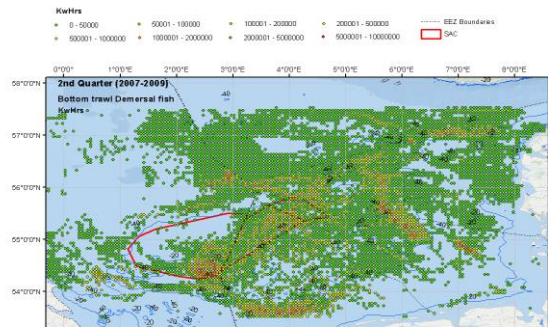 KwHrs
0 - 50000 50001 - 100000 100001 - 200000 200001 - 500000 EEZ Boundaries
500001 - 1000000 1000001 - 2000000 2000001 - 5000000 5000001 - 10000000 SAC
0°0'0" 1°0'0"E 2°0'0"E 3°0'0"E 4°0'0"E 5°0'0"E 6°0'0"E 7°0'0"E 8°0'0"E
58°0'0"N
2nd Quarter (2007-2009)
Bottom trawl Demersal fish
KwHrs
57°0'0"N
56°0'0"N
55°0'0"N
54°0'0"N